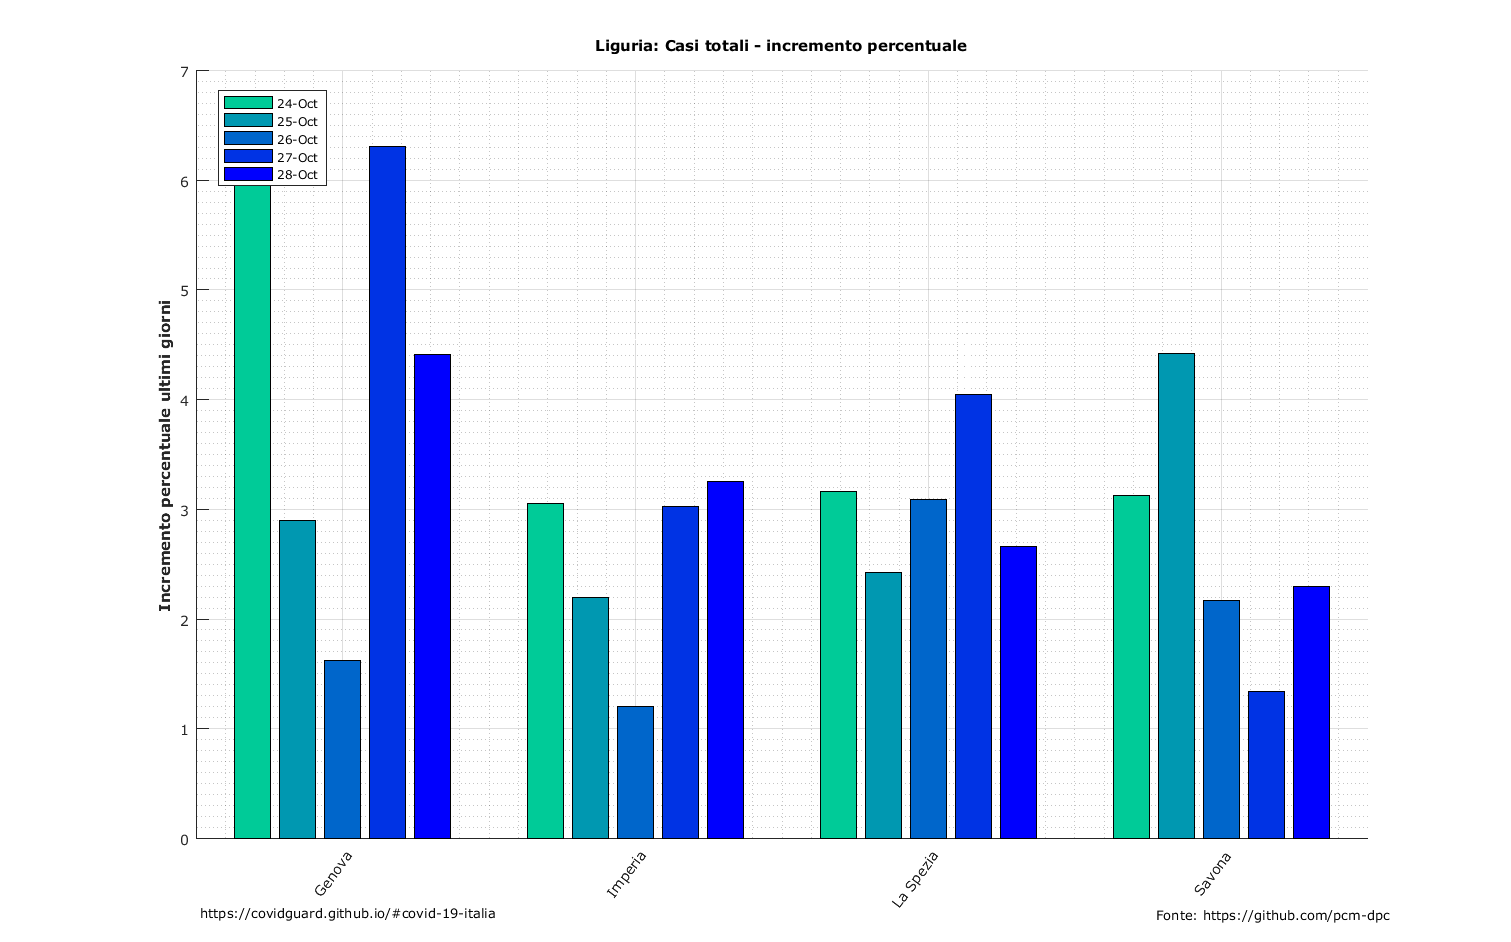 Liguria: Casi totali - incremento percentuale
7
6
5
4
3
2
1
0
Incremento percentuale ultimi giorni
24-Oct
25-Oct
26-Oct
27-Oct
28-Oct
Genova
Imperia
La Spezia
Savona
https://covidguard.github.io/#covid-19-italia
Fonte: https://github.com/pcm-dpc